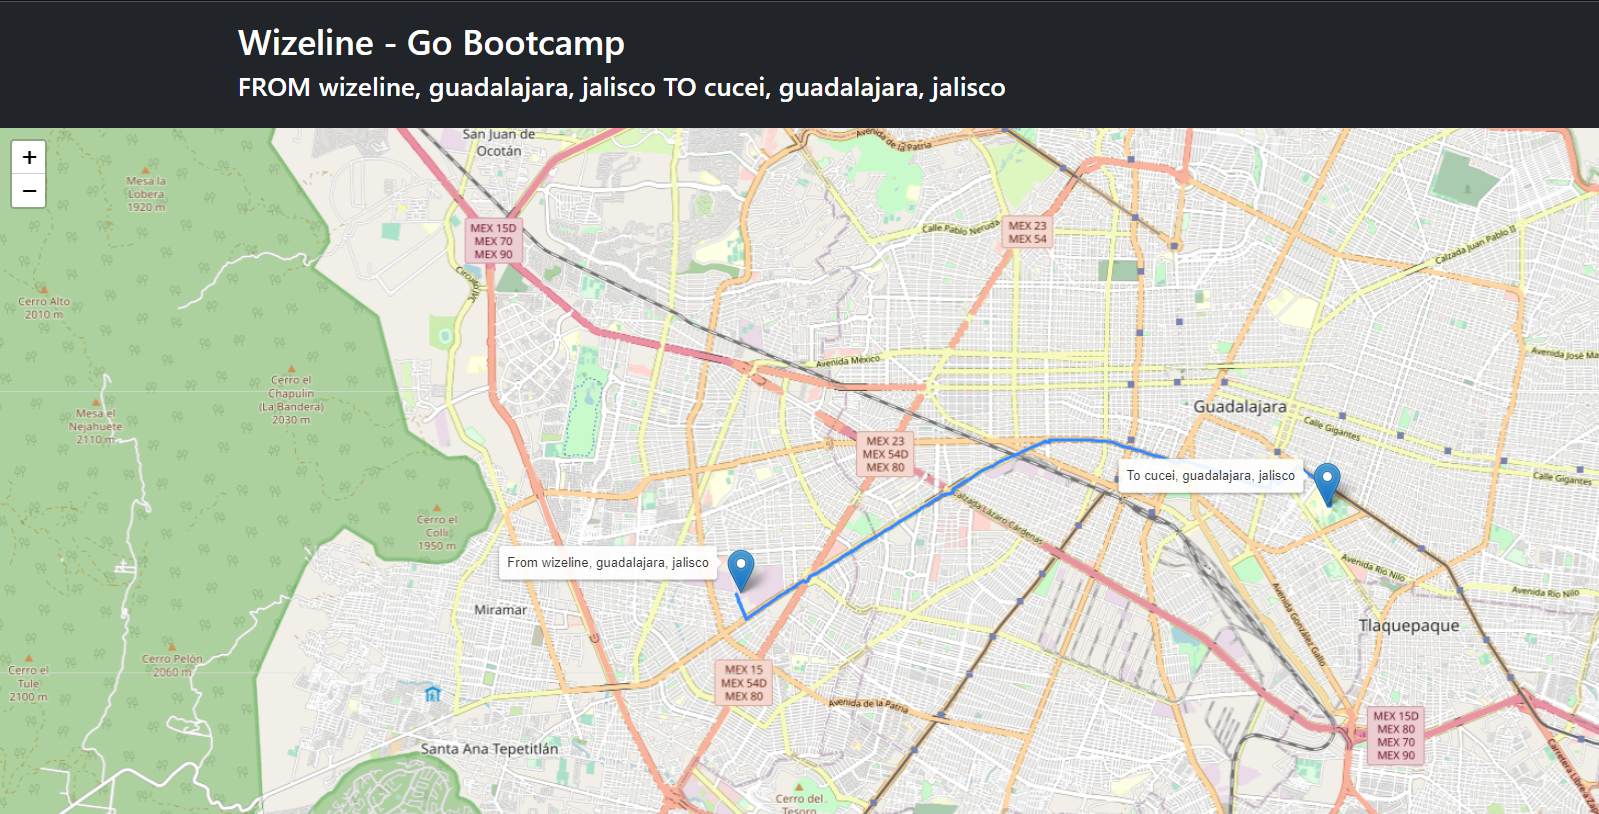 Wizeline - Go Bootcamp
FROM wizeline, guadalajara, jalisco TO cucei, guadalajara, jalisco
+
−
San Juan de
Ocotán
Avenida de la Patria
Mesa la
Lobera
1920 m
MEX 15D
MEX 70
MEX 90
Calle Pablo Neruda
MEX 23
MEX 54
Calzada Juan Pablo II
Cerro Alto
2010 m
Avenida México
Avenida José Ma
Cerro el
Chapulin
(La Bandera)
2030 m
Mesa el
Nejahuete
2110 m
Guadalajara
Calle Gigantes
MEX 23
MEX 54D
MEX 80
To cucei, guadalajara, jalisco
Calle Gigantes
Calzada Lázaro Cárdenas
Cerro el
Colli
1950 m
From wizeline, guadalajara, jalisco
Avenida Río Nilo
Avenida Río Nilo
Miramar
Avenida González Gallo
Tlaquepaque
Cerro Pelón
2060 m
Cerro el
Tule
2100 m
MEX 15
MEX 54D
MEX 80
Avenida de la Patria
MEX 15D
MEX 80
MEX 70
MEX 90
Santa Ana Tepetitlán
Carretera Libre a Zap
Cerro del
Tesoro